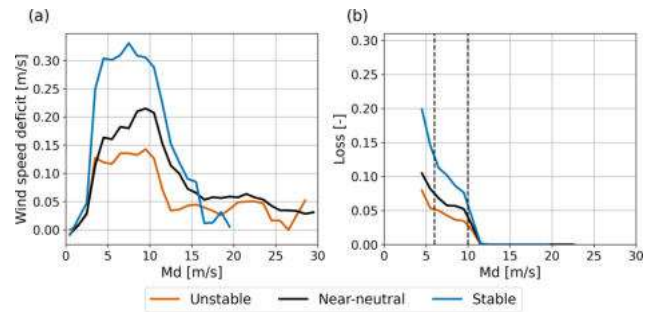 (a)
Wind speed deficit [m/s]
0.30
0.25
0.20
0.15
0.10
0.05
0.00
0 5 10 15 20 25 30
Md [m/s]
(b)
Loss [-]
0.30
0.25
0.20
0.15
0.10
0.05
0.00
0 5 10 15 20 25 30
Md [m/s]
Unstable Near-neutral Stable